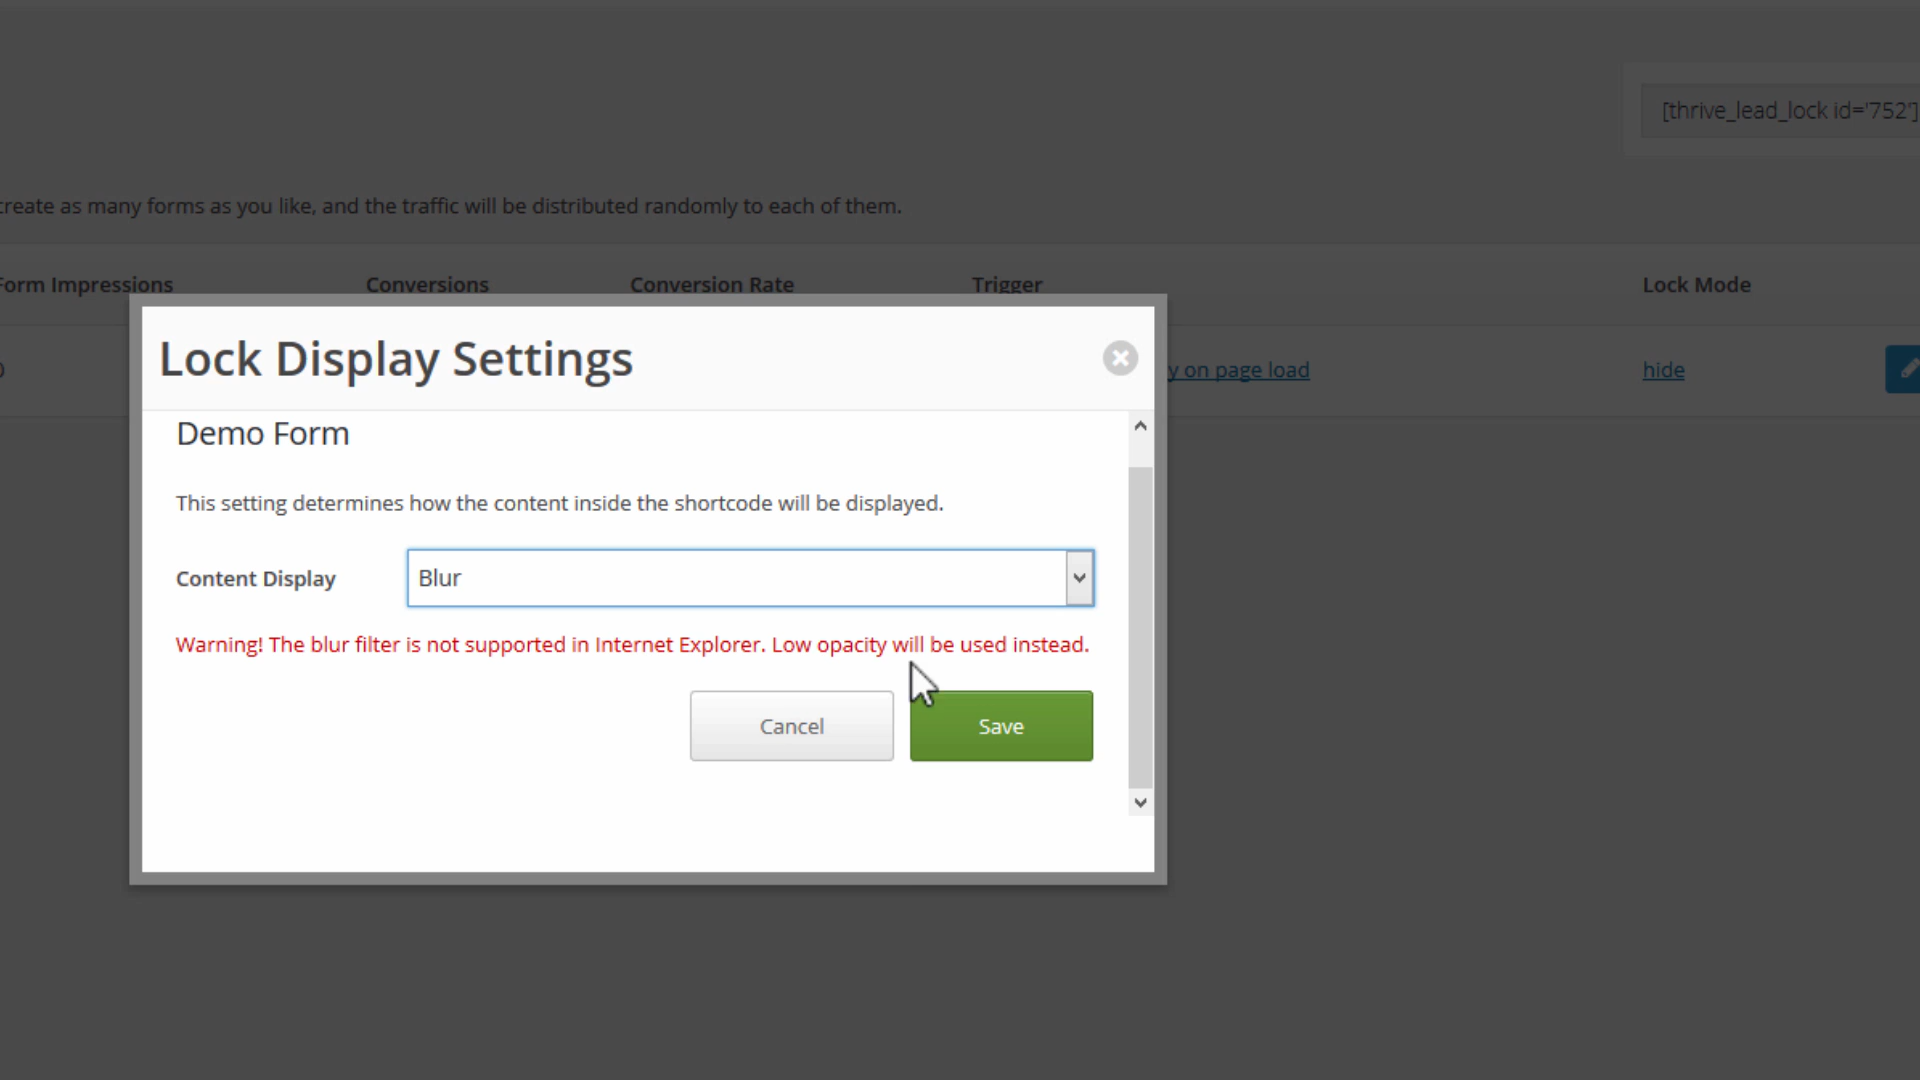 [thrive_lead_lock id='752']
create as many forms as you like, and the traffic will be distributed randomly to each of them.
Form Impressions Conversions Conversion Rate Trigger Lock Mode
y on page load hide
Lock Display Settings
Demo Form
This setting determines how the content inside the shortcode will be displayed.
Content Display Blur
Warning! The blur filter is not supported in Internet Explorer. Low opacity will be used instead.
Cancel Save